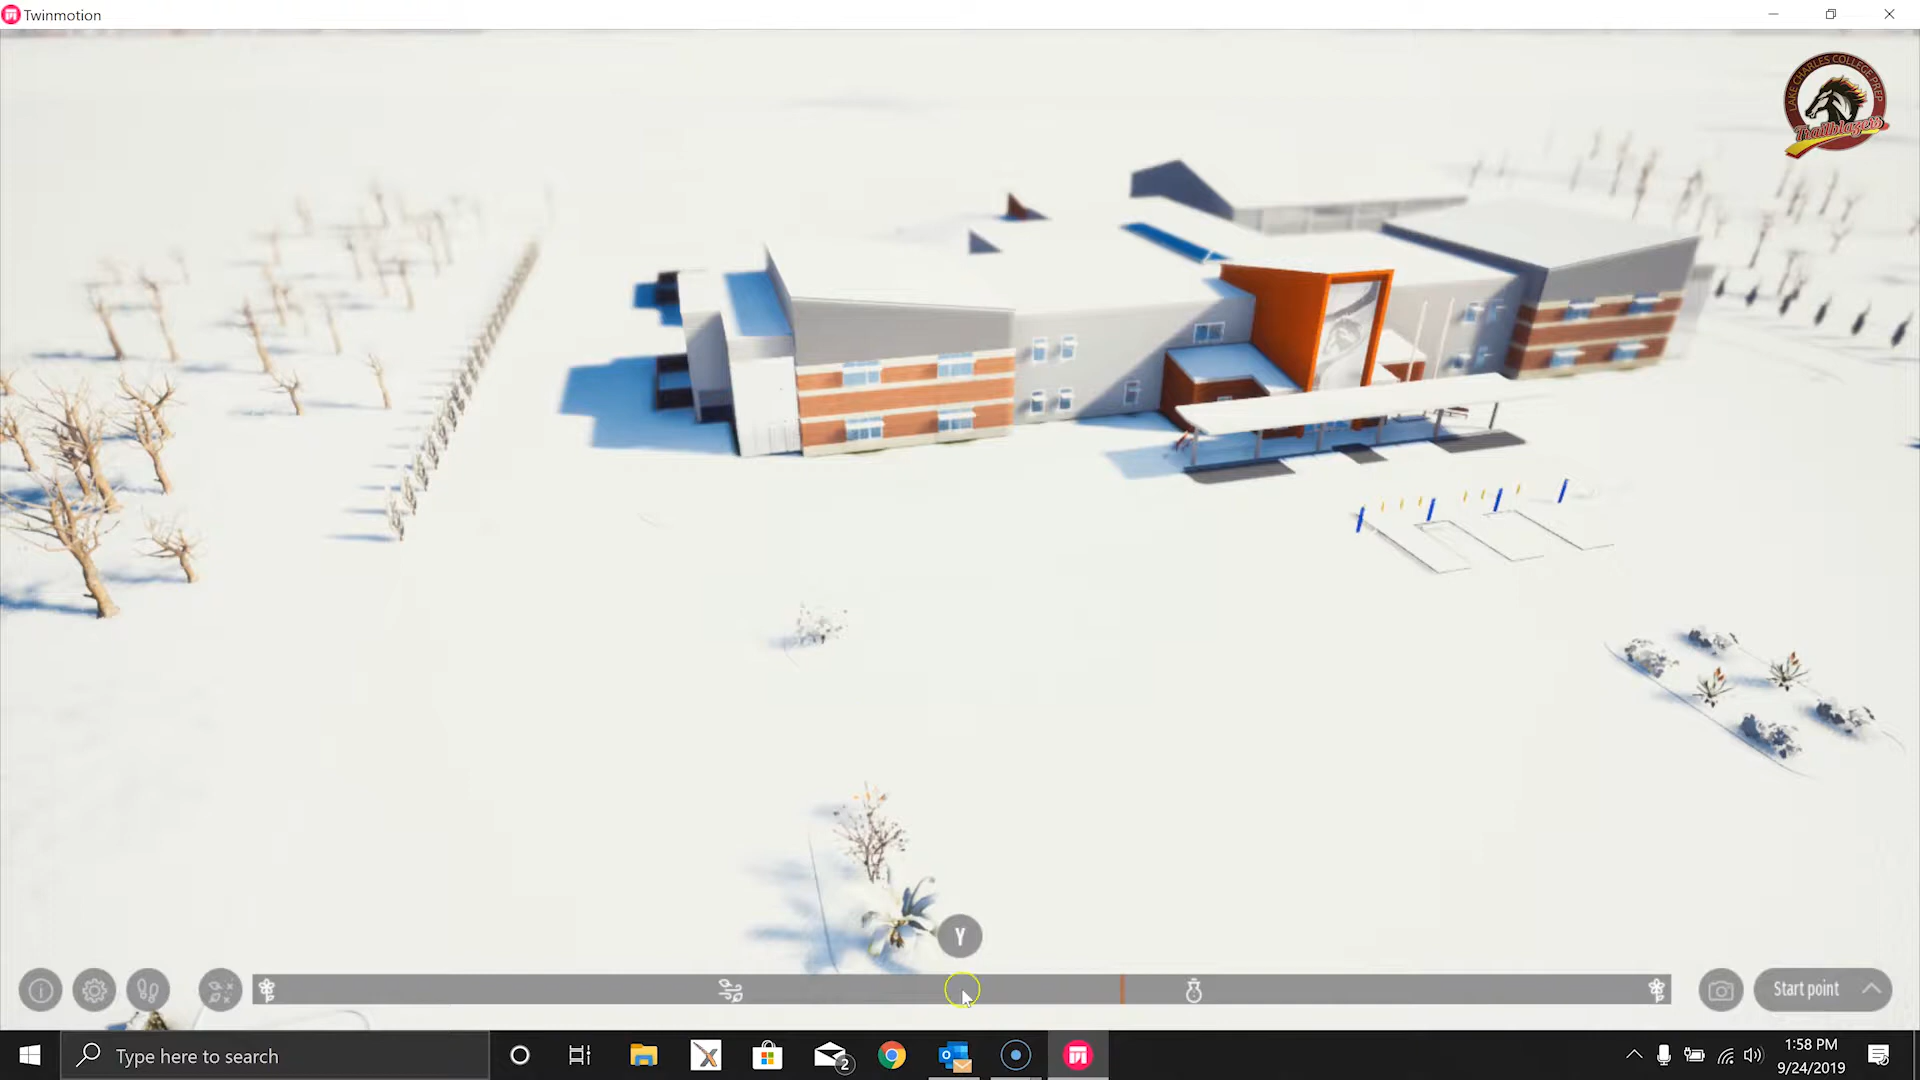 Twinmotion
LAKE CHARLES COLLEGE PREP
Trailblazers
Y
Start point
Type here to search
2
1:58 PM
9/24/2019